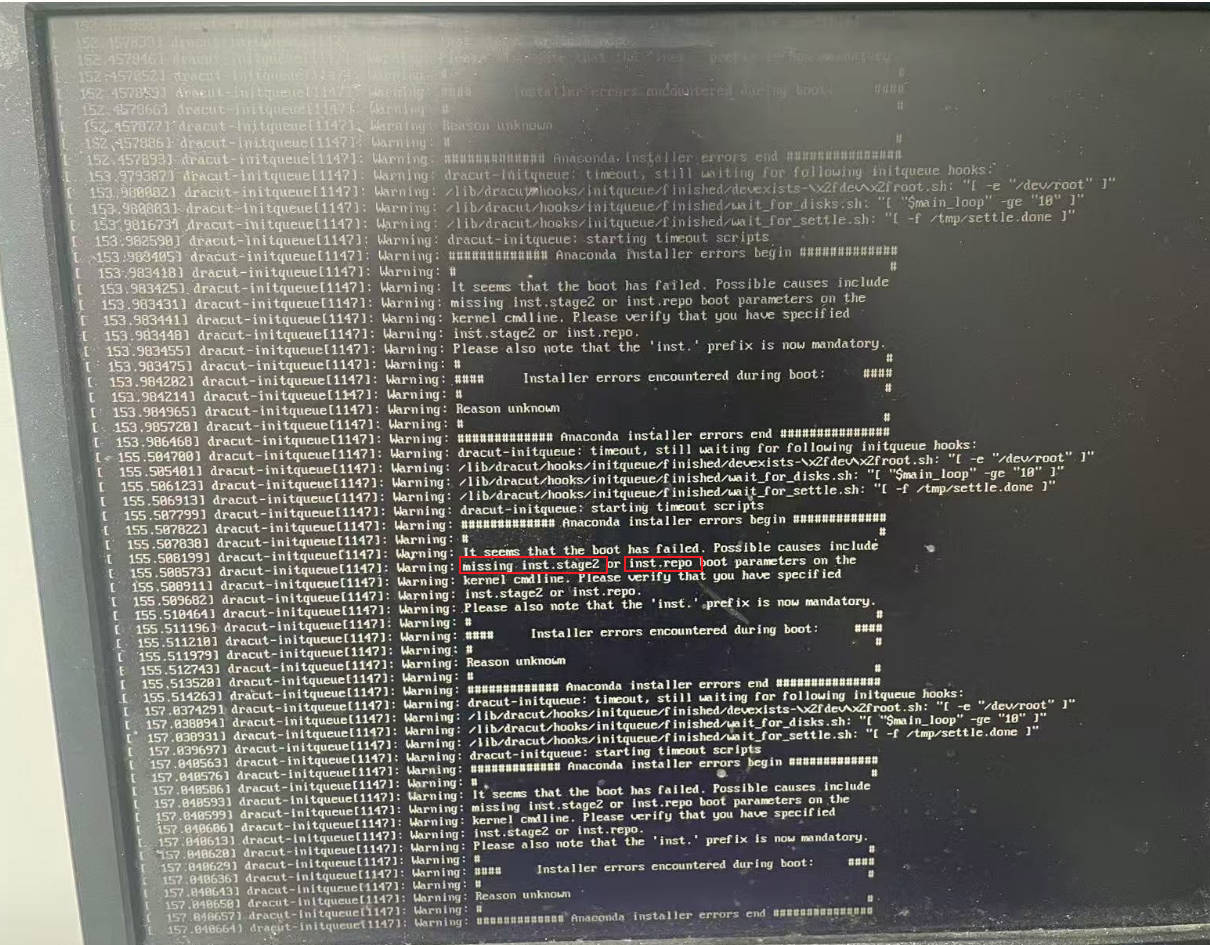 152.457893] dracut-initqueue[1147]: Warning: ############# Anaconda installer errors end ###############
153.979387] dracut-initqueue[1147]: Warning: dracut-initqueue: timeout, still waiting for following initqueue hooks:
dracut-initqueue[1147]: Warning: /lib/dracut/hooks/initqueue/finished/devexists-\x2fdev\x2froot.sh: "[ -e "/dev/root" ]"
dracut-initqueue[1147]: Warning: /lib/dracut/hooks/initqueue/finished/wait_for_disks.sh: "[ "$main_loop" -ge "10" ]"
dracut-initqueue[1147]: Warning: /lib/dracut/hooks/initqueue/finished/wait_for_settle.sh: "[ -f /tmp/settle.done ]"
153.982590] dracut-initqueue[1147]: Warning: dracut-initqueue: starting timeout scripts
153.983405] dracut-initqueue[1147]: Warning: ############# Anaconda installer errors begin #############
[ 153.983418] dracut-initqueue[1147]: Warning: # #
[ 153.983425] dracut-initqueue[1147]: Warning: It seems that the boot has failed. Possible causes include
[ 153.983431] dracut-initqueue[1147]: Warning: missing inst.stage2 or inst.repo boot parameters on the
[ 153.983441] dracut-initqueue[1147]: Warning: kernel cmdline. Please verify that you have specified
[ 153.983448] dracut-initqueue[1147]: Warning: inst.stage2 or inst.repo.
[ 153.983455] dracut-initqueue[1147]: Warning: Please also note that the 'inst.' prefix is now mandatory.
[ 153.983475] dracut-initqueue[1147]: Warning: # #
[ 153.984202] dracut-initqueue[1147]: Warning: #### Installer errors encountered during boot: ####
[ 153.984214] dracut-initqueue[1147]: Warning: # #
[ 153.984965] dracut-initqueue[1147]: Warning: Reason unknown
[ 153.985720] dracut-initqueue[1147]: Warning: # #
[ 153.986468] dracut-initqueue[1147]: Warning: ############# Anaconda installer errors end ###############
[ 155.504700] dracut-initqueue[1147]: Warning: dracut-initqueue: timeout, still waiting for following initqueue hooks:
[ 155.505401] dracut-initqueue[1147]: Warning: /lib/dracut/hooks/initqueue/finished/devexists-\x2fdev\x2froot.sh: "[ -e "/dev/root" ]"
[ 155.506123] dracut-initqueue[1147]: Warning: /lib/dracut/hooks/initqueue/finished/wait_for_disks.sh: "[ "$main_loop" -ge "10" ]"
[ 155.506913] dracut-initqueue[1147]: Warning: /lib/dracut/hooks/initqueue/finished/wait_for_settle.sh: "[ -f /tmp/settle.done ]"
[ 155.507799] dracut-initqueue[1147]: Warning: dracut-initqueue: starting timeout scripts
[ 155.507822] dracut-initqueue[1147]: Warning: ############# Anaconda installer errors begin #############
[ 155.507838] dracut-initqueue[1147]: Warning: # #
[ 155.508199] dracut-initqueue[1147]: Warning: It seems that the boot has failed. Possible causes include
[ 155.508573] dracut-initqueue[1147]: Warning: missing inst.stage2 or inst.repo boot parameters on the
[ 155.508911] dracut-initqueue[1147]: Warning: kernel cmdline. Please verify that you have specified
[ 155.509682] dracut-initqueue[1147]: Warning: inst.stage2 or inst.repo.
[ 155.510464] dracut-initqueue[1147]: Warning: Please also note that the 'inst.' prefix is now mandatory.
[ 155.511196] dracut-initqueue[1147]: Warning: # #
[ 155.511210] dracut-initqueue[1147]: Warning: #### Installer errors encountered during boot: ####
[ 155.511979] dracut-initqueue[1147]: Warning: # #
[ 155.512743] dracut-initqueue[1147]: Warning: Reason unknown
[ 155.513520] dracut-initqueue[1147]: Warning: # #
[ 155.514263] dracut-initqueue[1147]: Warning: ############# Anaconda installer errors end ###############
[ 157.037429] dracut-initqueue[1147]: Warning: dracut-initqueue: timeout, still waiting for following initqueue hooks:
[ 157.038094] dracut-initqueue[1147]: Warning: /lib/dracut/hooks/initqueue/finished/devexists-\x2fdev\x2froot.sh: "[ -e "/dev/root" ]"
[ 157.038931] dracut-initqueue[1147]: Warning: /lib/dracut/hooks/initqueue/finished/wait_for_disks.sh: "[ "$main_loop" -ge "10" ]"
[ 157.039697] dracut-initqueue[1147]: Warning: /lib/dracut/hooks/initqueue/finished/wait_for_settle.sh: "[ -f /tmp/settle.done ]"
[ 157.040563] dracut-initqueue[1147]: Warning: dracut-initqueue: starting timeout scripts
[ 157.040576] dracut-initqueue[1147]: Warning: ############# Anaconda installer errors begin #############
[ 157.040586] dracut-initqueue[1147]: Warning: # #
[ 157.040593] dracut-initqueue[1147]: Warning: It seems that the boot has failed. Possible causes include
[ 157.040599] dracut-initqueue[1147]: Warning: missing inst.stage2 or inst.repo boot parameters on the
[ 157.040606] dracut-initqueue[1147]: Warning: kernel cmdline. Please verify that you have specified
[ 157.040613] dracut-initqueue[1147]: Warning: inst.stage2 or inst.repo.
[ 157.040620] dracut-initqueue[1147]: Warning: Please also note that the 'inst.' prefix is now mandatory.
[ 157.040629] dracut-initqueue[1147]: Warning: # #
[ 157.040636] dracut-initqueue[1147]: Warning: #### Installer errors encountered during boot: ####
[ 157.040643] dracut-initqueue[1147]: Warning: # #
[ 157.040650] dracut-initqueue[1147]: Warning: Reason unknown
[ 157.040657] dracut-initqueue[1147]: Warning: # #
[ 157.040664] dracut-initqueue[1147]: Warning: ############# Anaconda installer errors end ###############